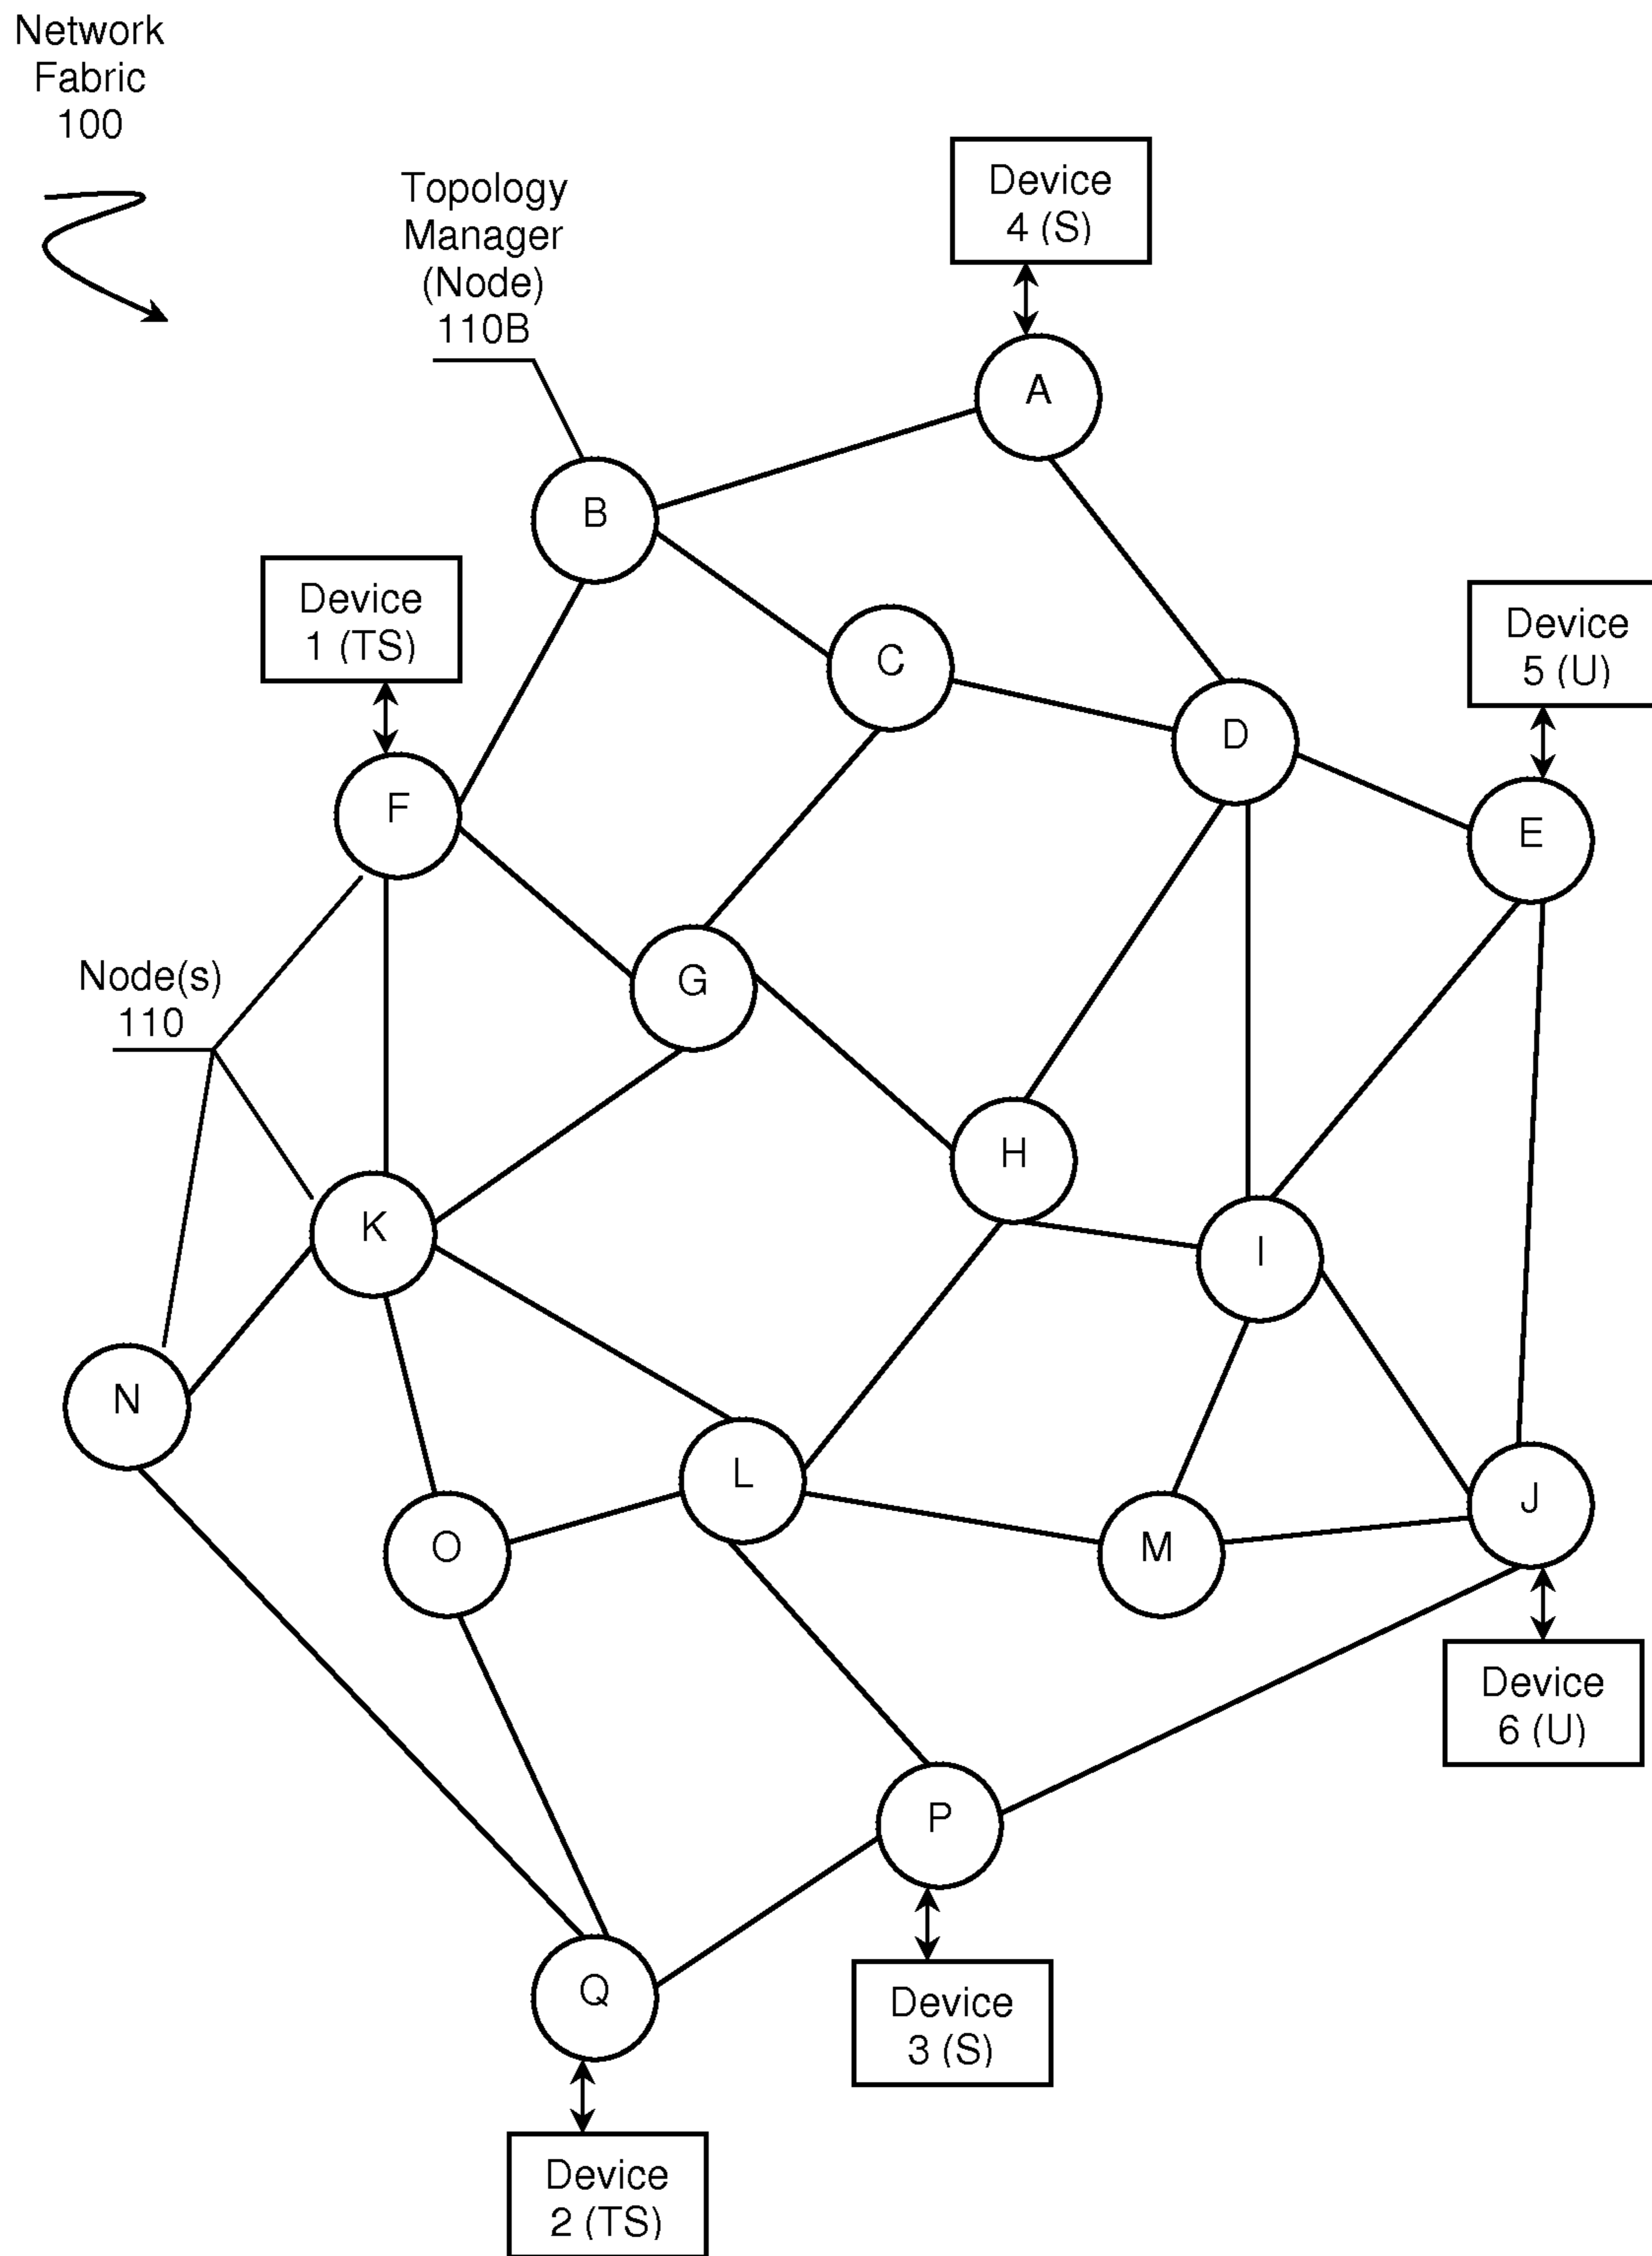 Network
Fabric
100
Topology
Manager
(Node)
110B
Device
4 (S)
A
B
Device
1 (TS)
C
Device
5 (U)
D
F
E
G
Node(s)
110
H
K
I
N
L
J
O
M
Device
6 (U)
P
Q
Device
3 (S)
Device
2 (TS)